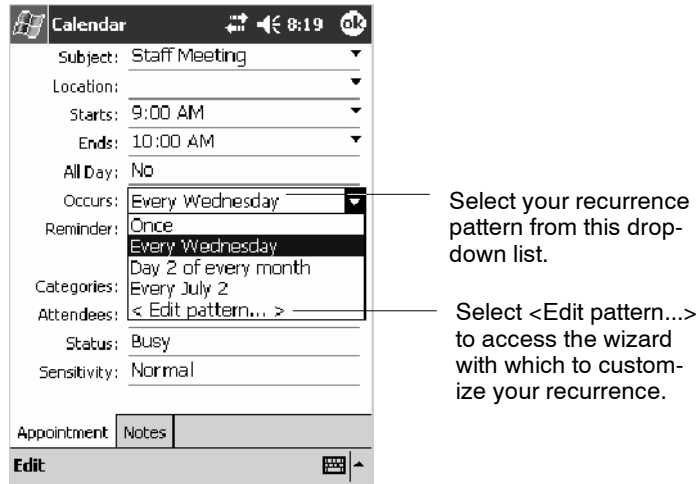 Calendar 8:19 ok
Subject: Staff Meeting
Location:
Starts: 9:00 AM
Ends: 10:00 AM
All Day: No
Occurs: Every Wednesday
Reminder:
Once
Every Wednesday
Day 2 of every month
Categories:
Every July 2
Attendees:
< Edit pattern... >
Status: Busy
Sensitivity: Normal
Appointment Notes
Edit
Select your recurrence
pattern from this drop-
down list.
Select <Edit pattern...>
to access the wizard
with which to custom-
ize your recurrence.